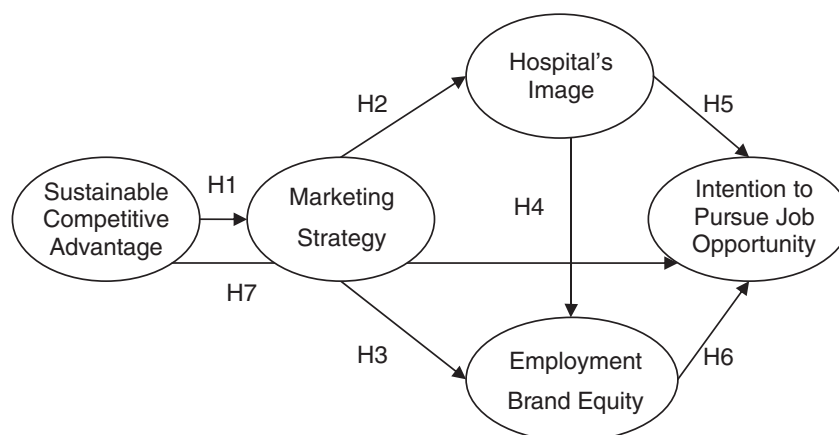 Hospital's
Image
H2
H5
H1
Sustainable
Competitive
Advantage
Marketing
Strategy
H4
Intention to
Pursue Job
Opportunity
H7
H3
Employment
Brand Equity
H6